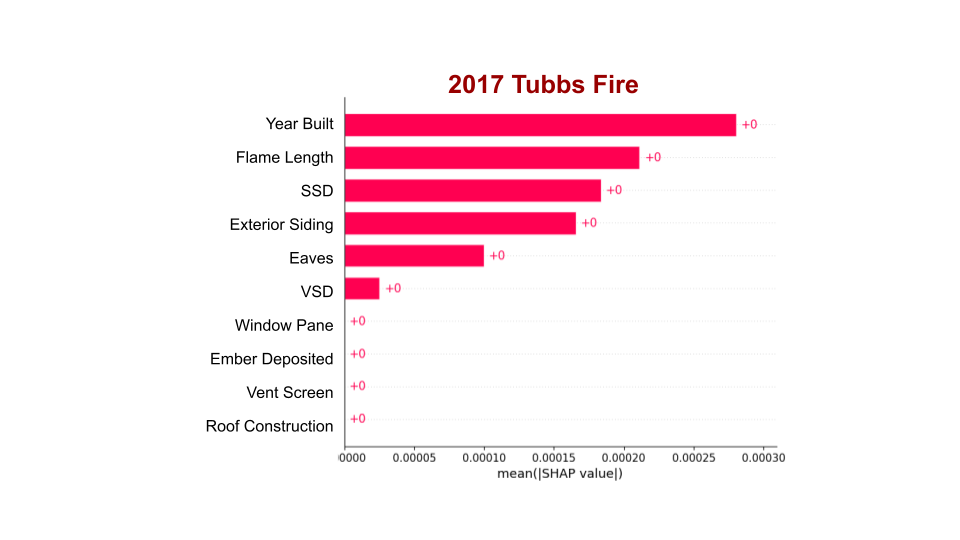 2017 Tubbs Fire
Year Built +0
Flame Length +0
SSD +0
Exterior Siding +0
Eaves +0
VSD +0
Window Pane +0
Ember Deposited +0
Vent Screen +0
Roof Construction +0
0000 0.00005 0.00010 0.00015 0.00020 0.00025 0.00030
mean(|SHAP value|)